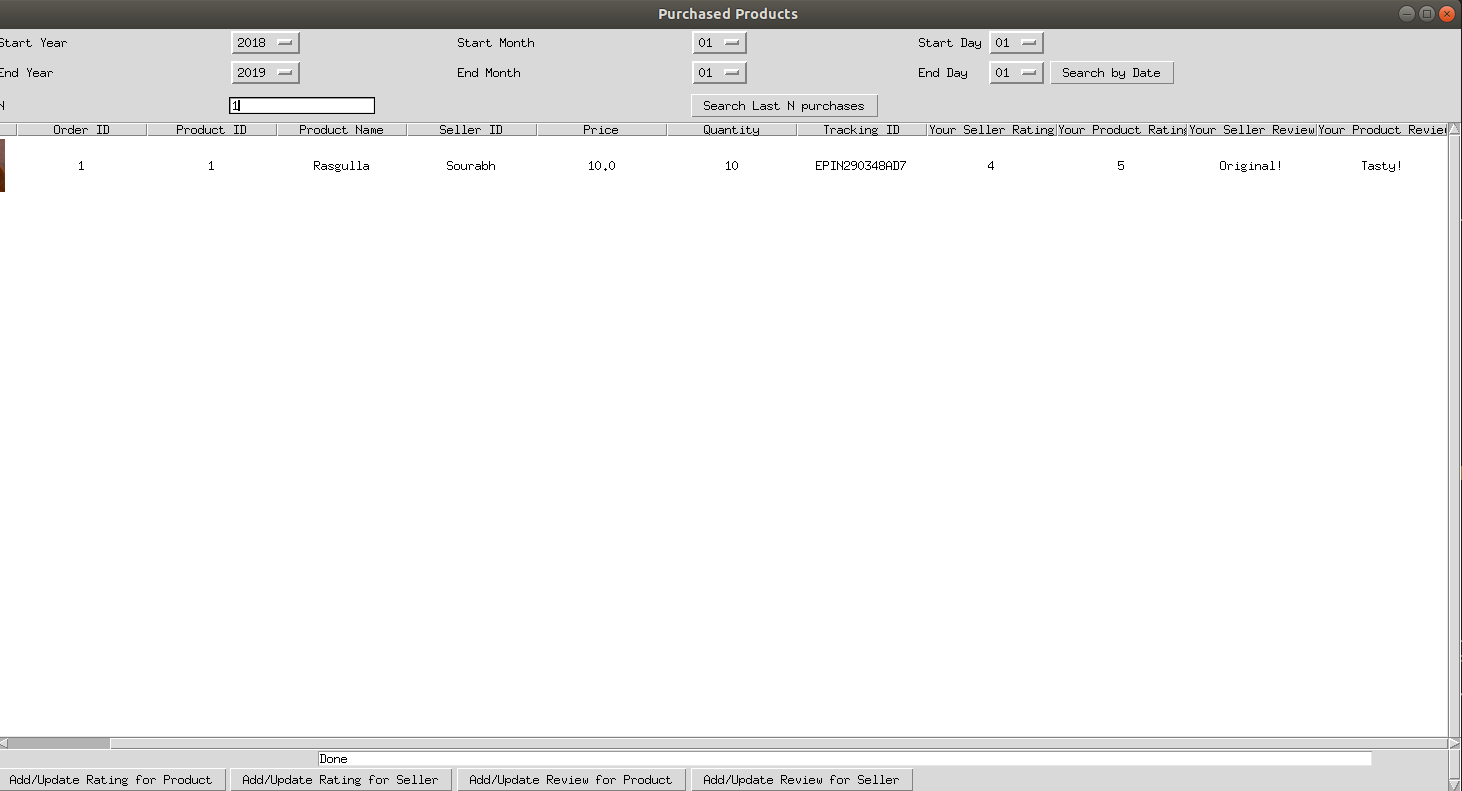 Purchased Products
Start Year 2018 Start Month 01 Start Day 01
End Year 2019 End Month 01 End Day 01 Search by Date
N 1 Search Last N purchases
Order ID Product ID Product Name Seller ID Price Quantity Tracking ID Your Seller Rating Your Product Rating Your Seller Review Your Product Review
1 1 Rasgulla Sourabh 10.0 10 EPIN290348AD7 4 5 Original! Tasty!
Done
Add/Update Rating for Product Add/Update Rating for Seller Add/Update Review for Product Add/Update Review for Seller